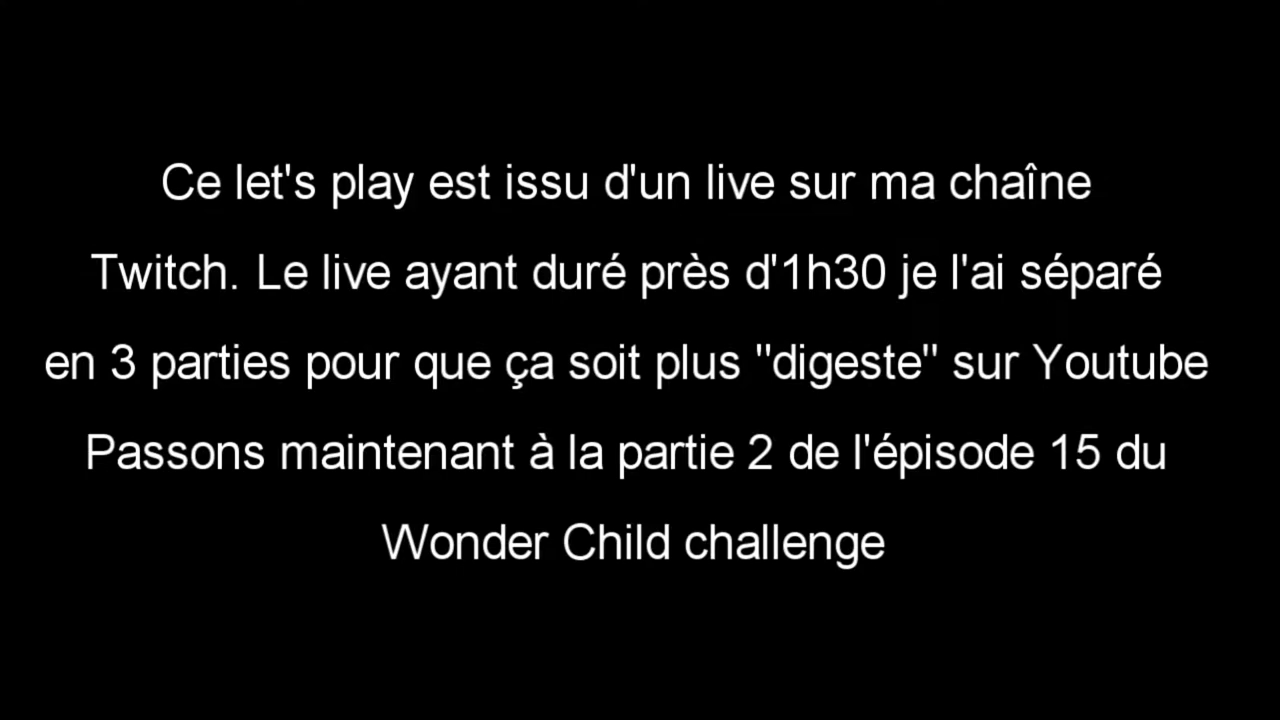 Ce let's play est issu d'un live sur ma chaîne
Twitch. Le live ayant duré près d'1h30 je l'ai séparé
en 3 parties pour que ça soit plus "digeste" sur Youtube
Passons maintenant à la partie 2 de l'épisode 15 du
Wonder Child challenge